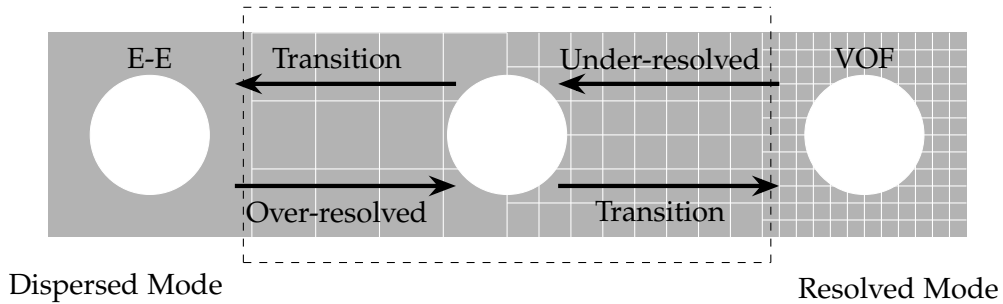 E-E
Transition
Under-resolved
VOF
Over-resolved
Transition
Dispersed Mode
Resolved Mode